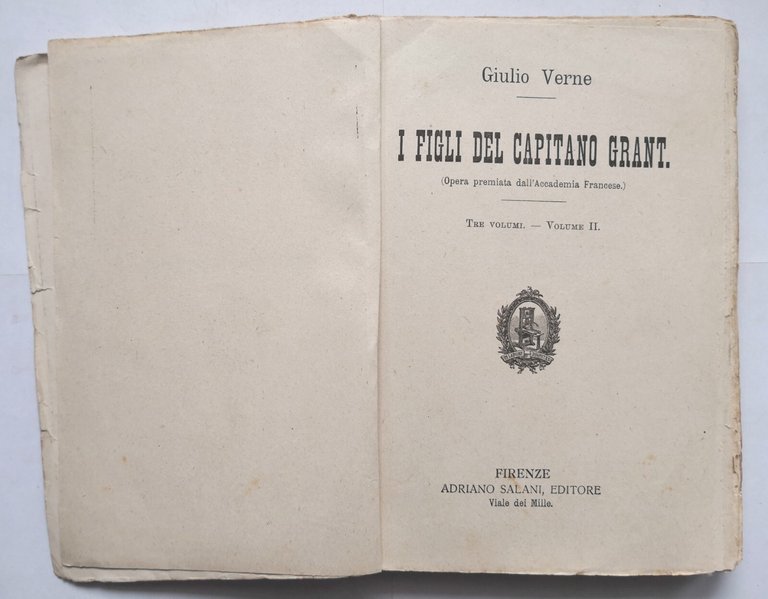 Giulio Verne
I FIGLI DEL CAPITANO GRANT.
(Opera premiata dall'Accademia Francese.)
Tre volumi. — Volume II.
FIRENZE
ADRIANO SALANI, EDITORE
Viale dei Mille.